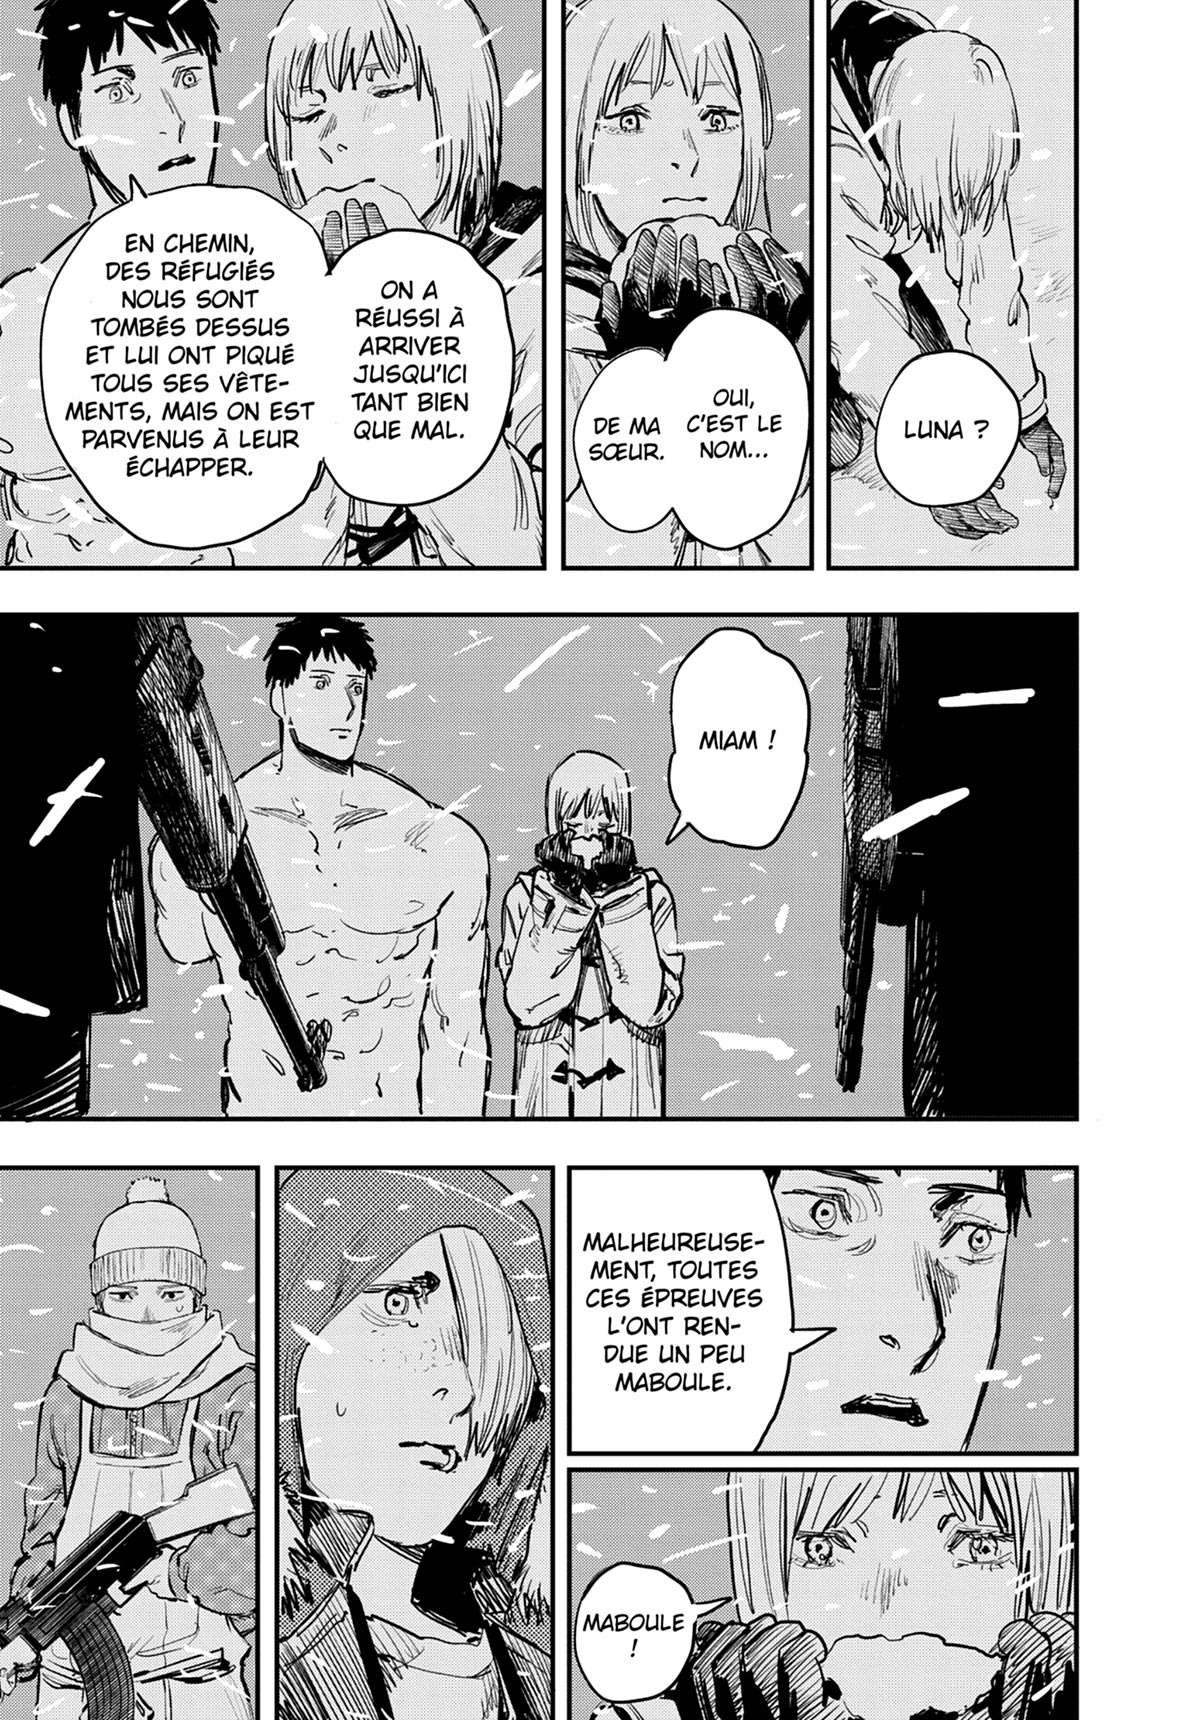 LUNA ?
OUI,
C'EST LE
NOM...
DE MA
SŒUR.
ON A
RÉUSSI À
ARRIVER
JUSQU'ICI
TANT BIEN
QUE MAL.
EN CHEMIN,
DES RÉFUGIÉS
NOUS SONT
TOMBÉS DESSUS
ET LUI ONT PIQUÉ
TOUS SES VÊTE-
MENTS, MAIS ON EST
PARVENUS À LEUR
ÉCHAPPER.
MIAM !
MALHEUREUSE-
MENT, TOUTES
CES ÉPREUVES
L'ONT REN-
DUE UN PEU
MABOULE.
MABOULE
!